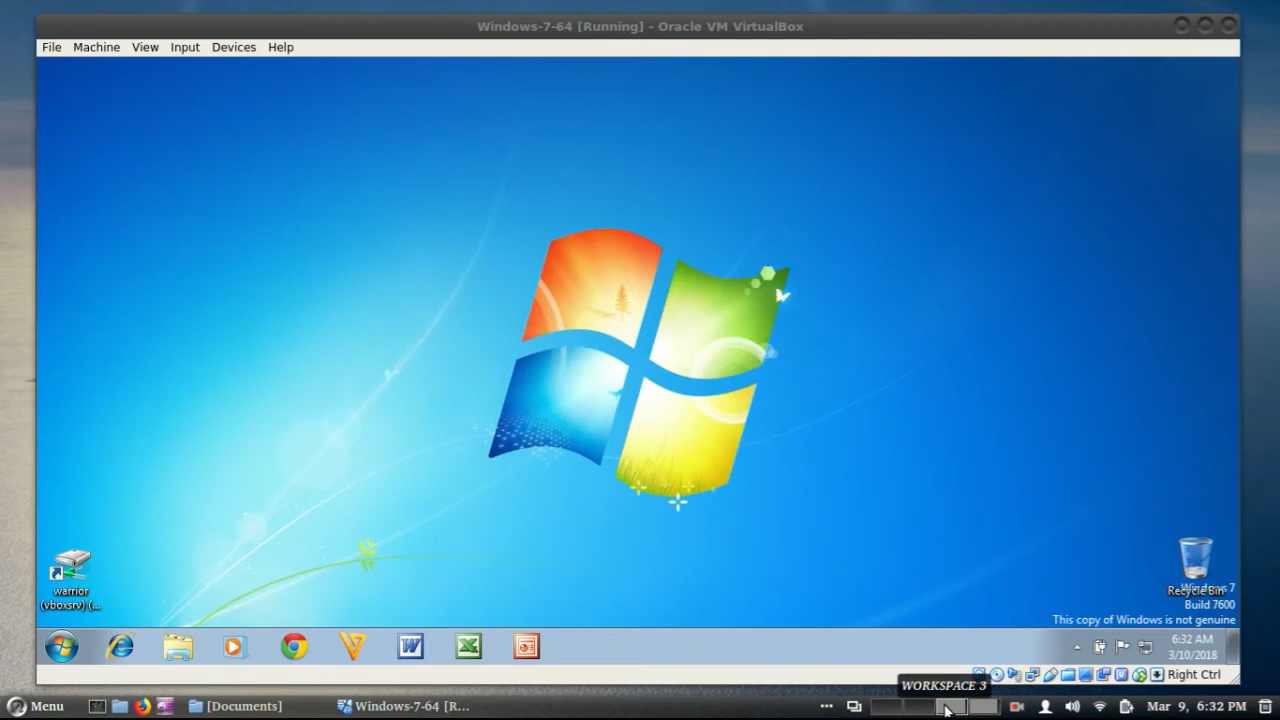 Windows-7-64 [Running] - Oracle VM VirtualBox
File Machine View Input Devices Help
warrior
(vboxsrv) (...
Recycle Bin
Windows 7
Build 7600
This copy of Windows is not genuine
6:32 AM
3/10/2018
Right Ctrl
WORKSPACE 3
Menu [Documents] Windows-7-64 [R... Mar 9, 6:32 PM